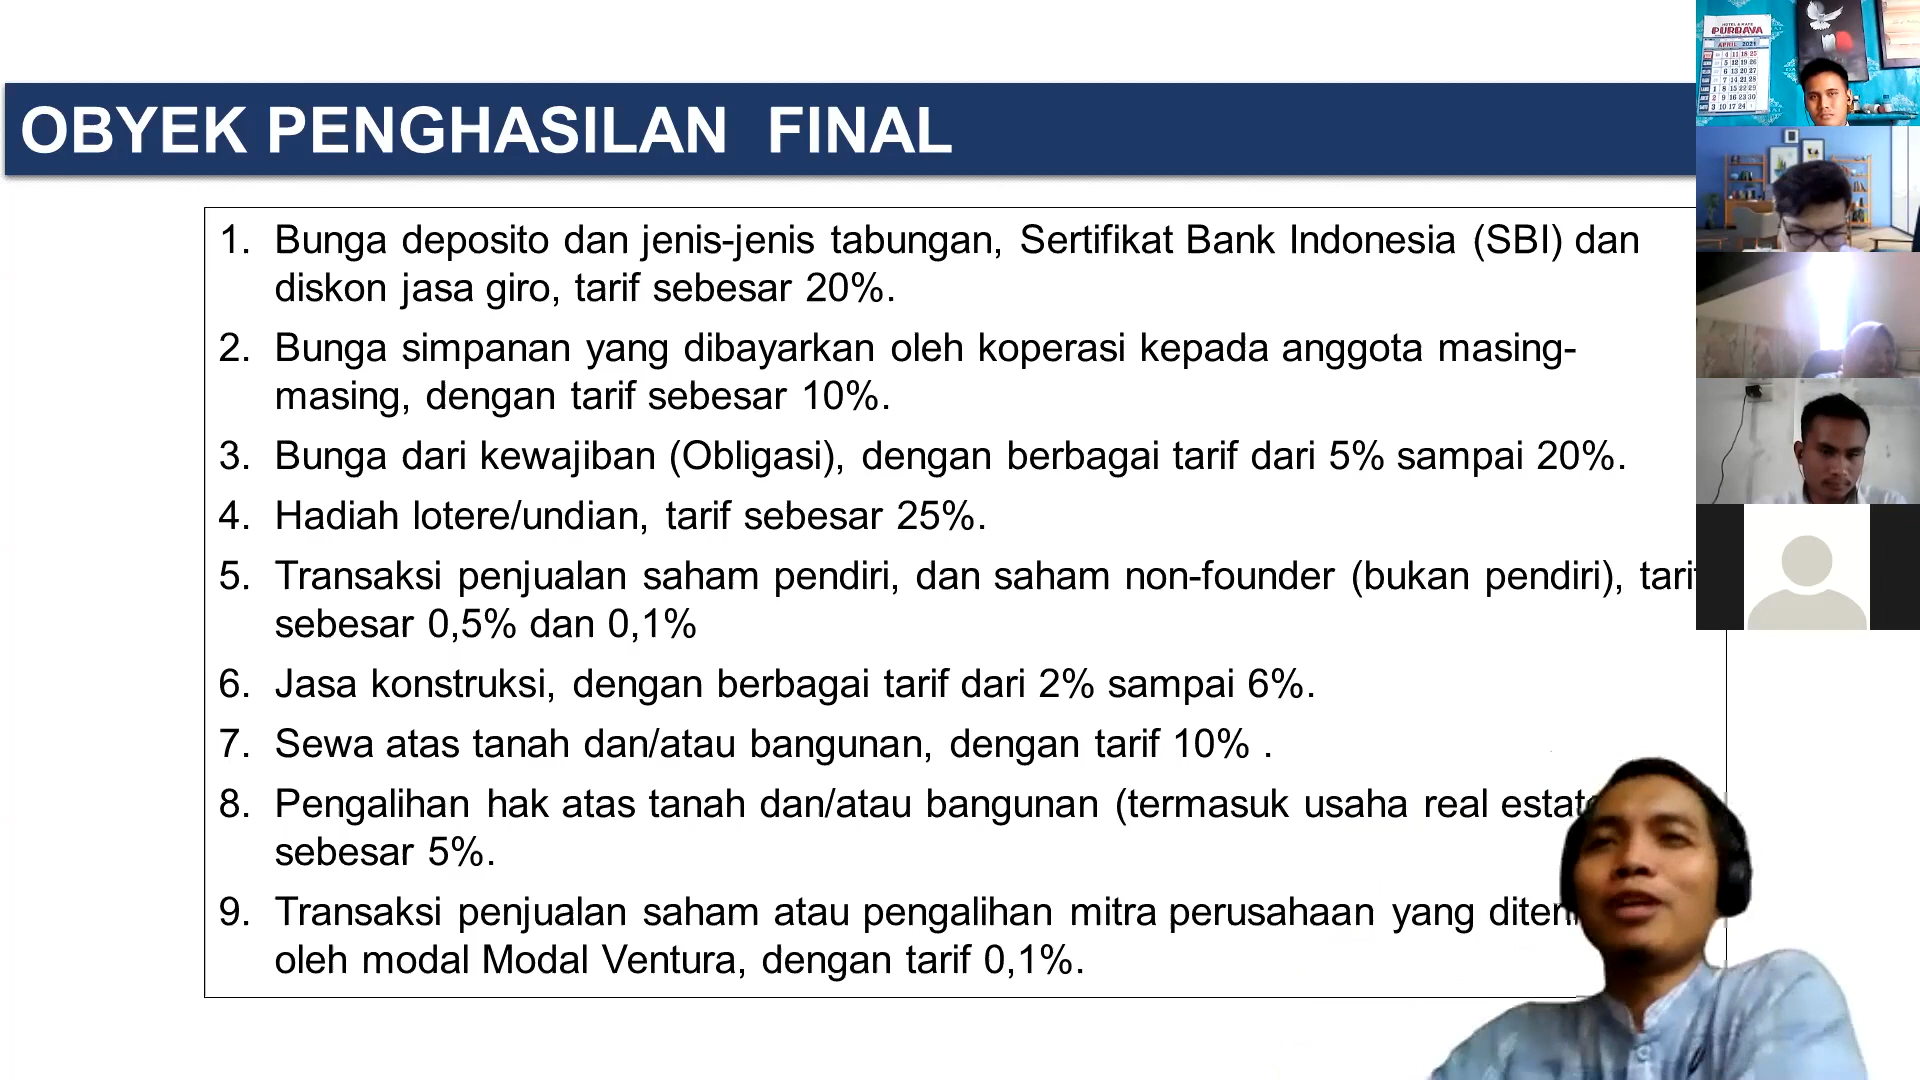 OBYEK PENGHASILAN FINAL
1. Bunga deposito dan jenis-jenis tabungan, Sertifikat Bank Indonesia (SBI) dan
diskon jasa giro, tarif sebesar 20%.
2. Bunga simpanan yang dibayarkan oleh koperasi kepada anggota masing-
masing, dengan tarif sebesar 10%.
3. Bunga dari kewajiban (Obligasi), dengan berbagai tarif dari 5% sampai 20%.
4. Hadiah lotere/undian, tarif sebesar 25%.
5. Transaksi penjualan saham pendiri, dan saham non-founder (bukan pendiri), tarif
sebesar 0,5% dan 0,1%
6. Jasa konstruksi, dengan berbagai tarif dari 2% sampai 6%.
7. Sewa atas tanah dan/atau bangunan, dengan tarif 10% .
8. Pengalihan hak atas tanah dan/atau bangunan (termasuk usaha real estate
sebesar 5%.
9. Transaksi penjualan saham atau pengalihan mitra perusahaan yang
oleh modal Modal Ventura, dengan tarif 0,1%.
PURBAYA
APRIL 2021